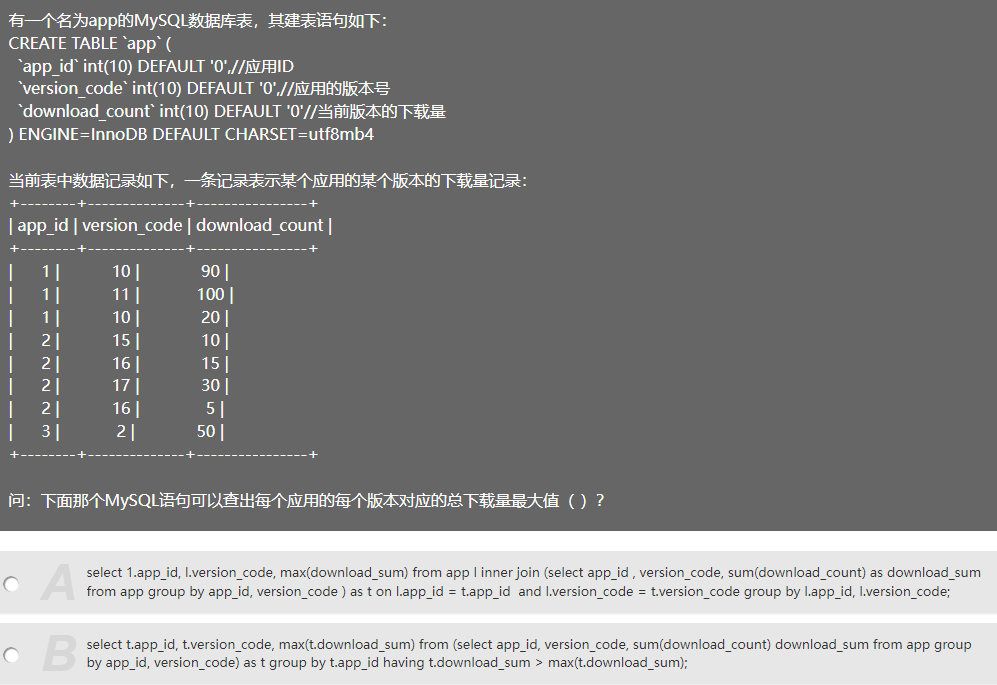 有一个名为app的MySQL数据库表，其建表语句如下：
CREATE TABLE `app` (
`app_id` int(10) DEFAULT '0',//应用ID
`version_code` int(10) DEFAULT '0',//应用的版本号
`download_count` int(10) DEFAULT '0'//当前版本的下载量
) ENGINE=InnoDB DEFAULT CHARSET=utf8mb4
当前表中数据记录如下，一条记录表示某个应用的某个版本的下载量记录：
+--------+--------------+----------------+
| app_id | version_code | download_count |
+--------+--------------+----------------+
| 1 | 10 | 90 |
| 1 | 11 | 100 |
| 1 | 10 | 20 |
| 2 | 15 | 10 |
| 2 | 16 | 15 |
| 2 | 17 | 30 |
| 2 | 16 | 5 |
| 3 | 2 | 50 |
+--------+--------------+----------------+
问：下面那个MySQL语句可以查出每个应用的每个版本对应的总下载量最大值（ ）？
A
select 1.app_id, l.version_code, max(download_sum) from app l inner join (select app_id , version_code, sum(download_count) as download_sum
from app group by app_id, version_code ) as t on l.app_id = t.app_id and l.version_code = t.version_code group by l.app_id, l.version_code;
B
select t.app_id, t.version_code, max(t.download_sum) from (select app_id, version_code, sum(download_count) download_sum from app group
by app_id, version_code) as t group by t.app_id having t.download_sum > max(t.download_sum);